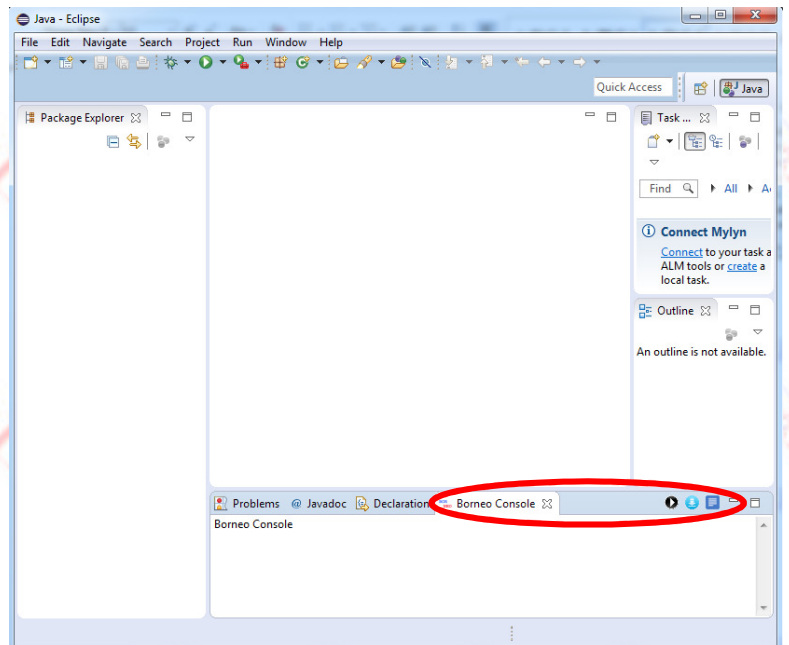 Java - Eclipse
File Edit Navigate Search Project Run Window Help
Quick Access
Java
Package Explorer
Task ...
Find
All
Connect Mylyn
Connect to your task
ALM tools or create a
local task.
Outline
An outline is not available.
Problems @ Javadoc Declaration Borneo Console
Borneo Console